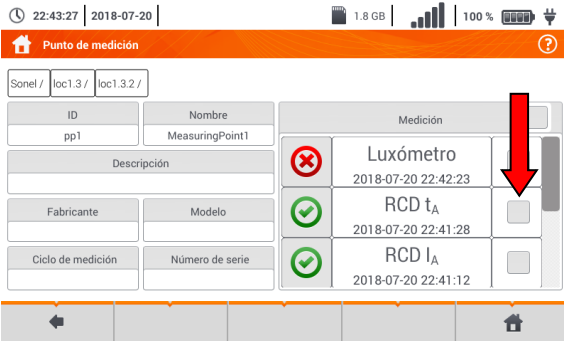 22:43:27 2018-07-20 1.8 GB 100 %
Punto de medición ?
Sonel / loc1.3 / loc1.3.2 /
ID Nombre Medición
pp1 MeasuringPoint1
Descripción
Luxómetro
2018-07-20 22:42:23
Fabricante Modelo
RCD tA
2018-07-20 22:41:28
Ciclo de medición Número de serie
RCD IA
2018-07-20 22:41:12